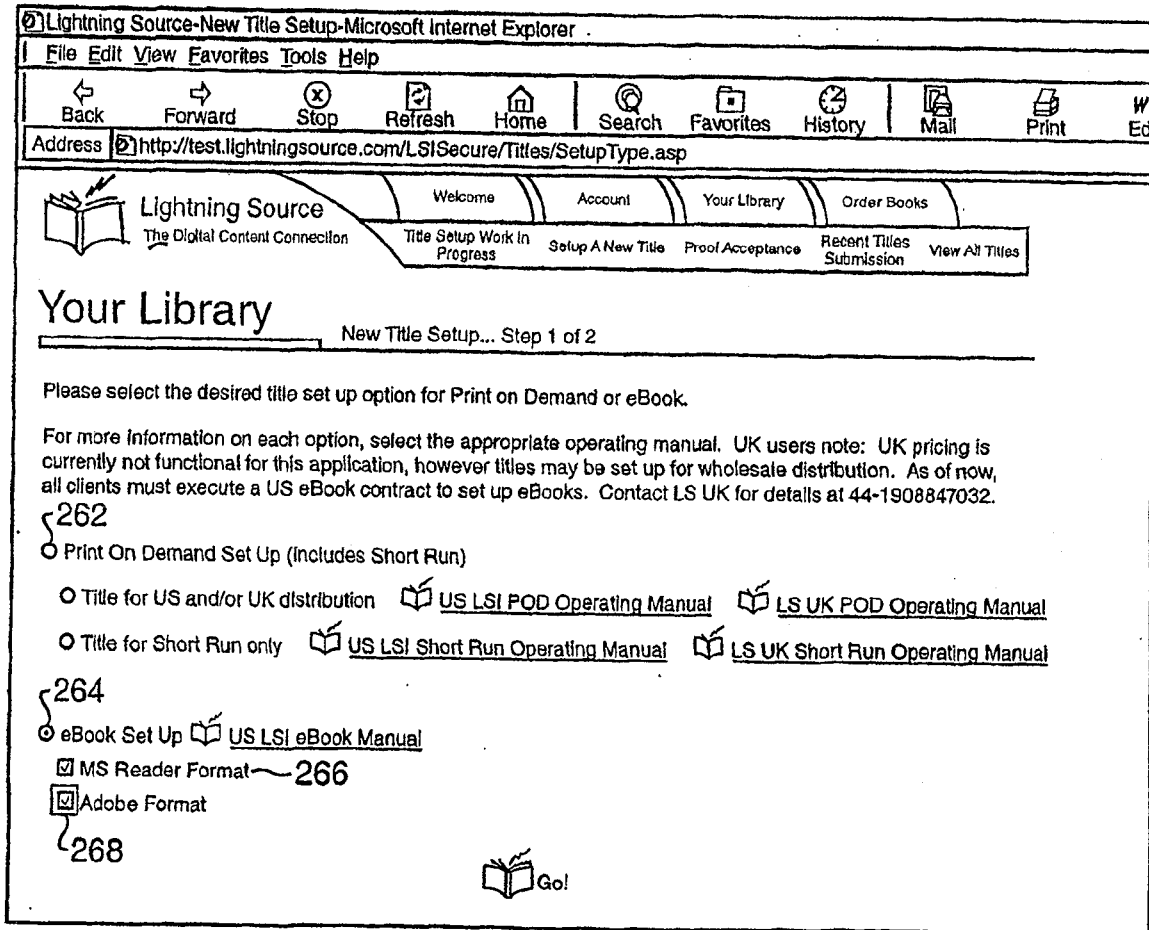 Lightning Source-New Title Setup-Microsoft Internet Explorer
File Edit View Favorites Tools Help
Back Forward Stop Refresh Home Search Favorites History Mail Print W Ed
Address http://test.lightningsource.com/LSISecure/Titles/SetupType.asp
Lightning Source
The Digital Content Connection
Welcome Account Your Library Order Books
Title Setup Work In Progress Setup A New Title Proof Acceptance Recent Titles Submission View All Titles
Your Library
New Title Setup... Step 1 of 2
Please select the desired title set up option for Print on Demand or eBook.
For more information on each option, select the appropriate operating manual. UK users note: UK pricing is
currently not functional for this application, however titles may be set up for wholesale distribution. As of now,
all clients must execute a US eBook contract to set up eBooks. Contact LS UK for details at 44-1908847032.
262
Print On Demand Set Up (includes Short Run)
Title for US and/or UK distribution US LSI POD Operating Manual LS UK POD Operating Manual
Title for Short Run only US LSI Short Run Operating Manual LS UK Short Run Operating Manual
264
eBook Set Up US LSI eBook Manual
MS Reader Format 266
Adobe Format
268
Go!